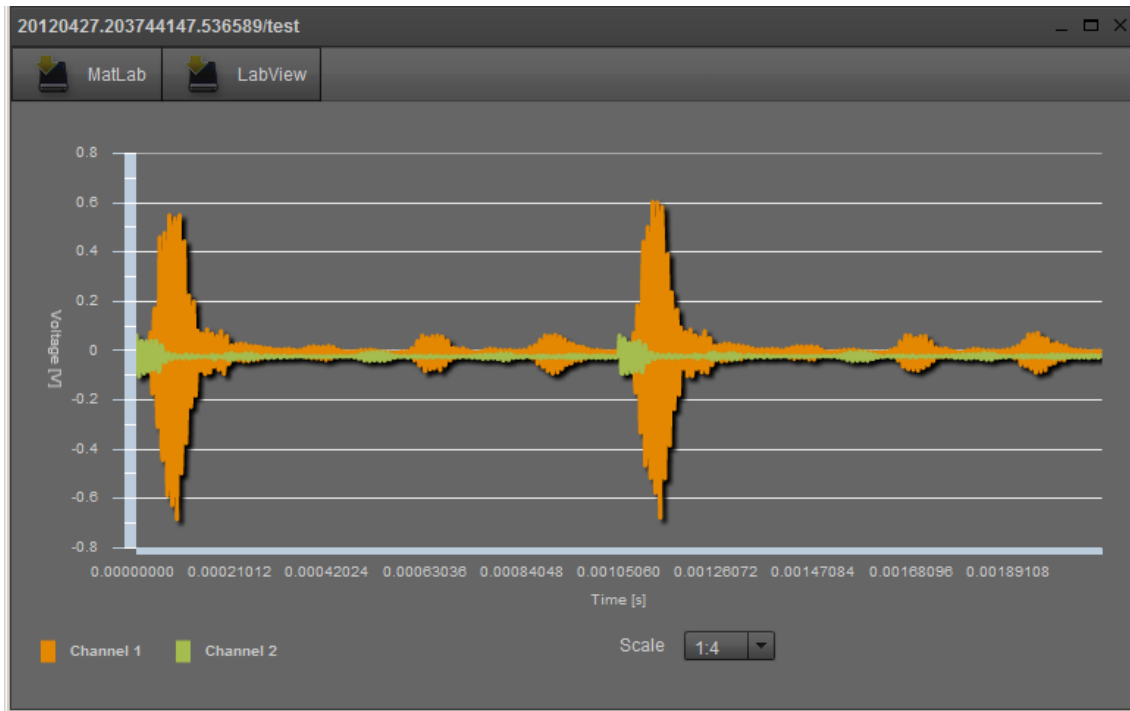 20120427.203744147.536589/test
MatLab LabView
0.8
0.6
0.4
0.2
0
-0.2
-0.4
-0.6
-0.8
Voltage [V]
0.00000000 0.00021012 0.00042024 0.00063036 0.00084048 0.00105060 0.00126072 0.00147084 0.00168096 0.00189108
Time [s]
Channel 1 Channel 2 Scale 1:4